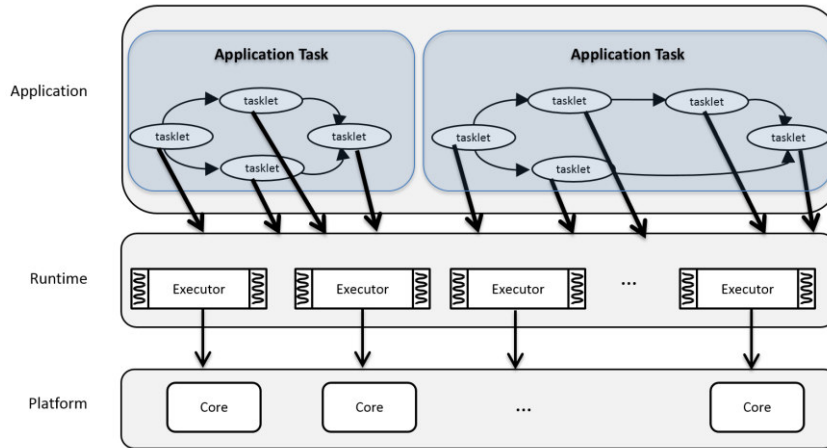 Application
Application Task
tasklet
tasklet
tasklet
tasklet
Application Task
tasklet
tasklet
tasklet
tasklet
tasklet
Runtime
Executor
Executor
Executor
...
Executor
Platform
Core
Core
...
Core